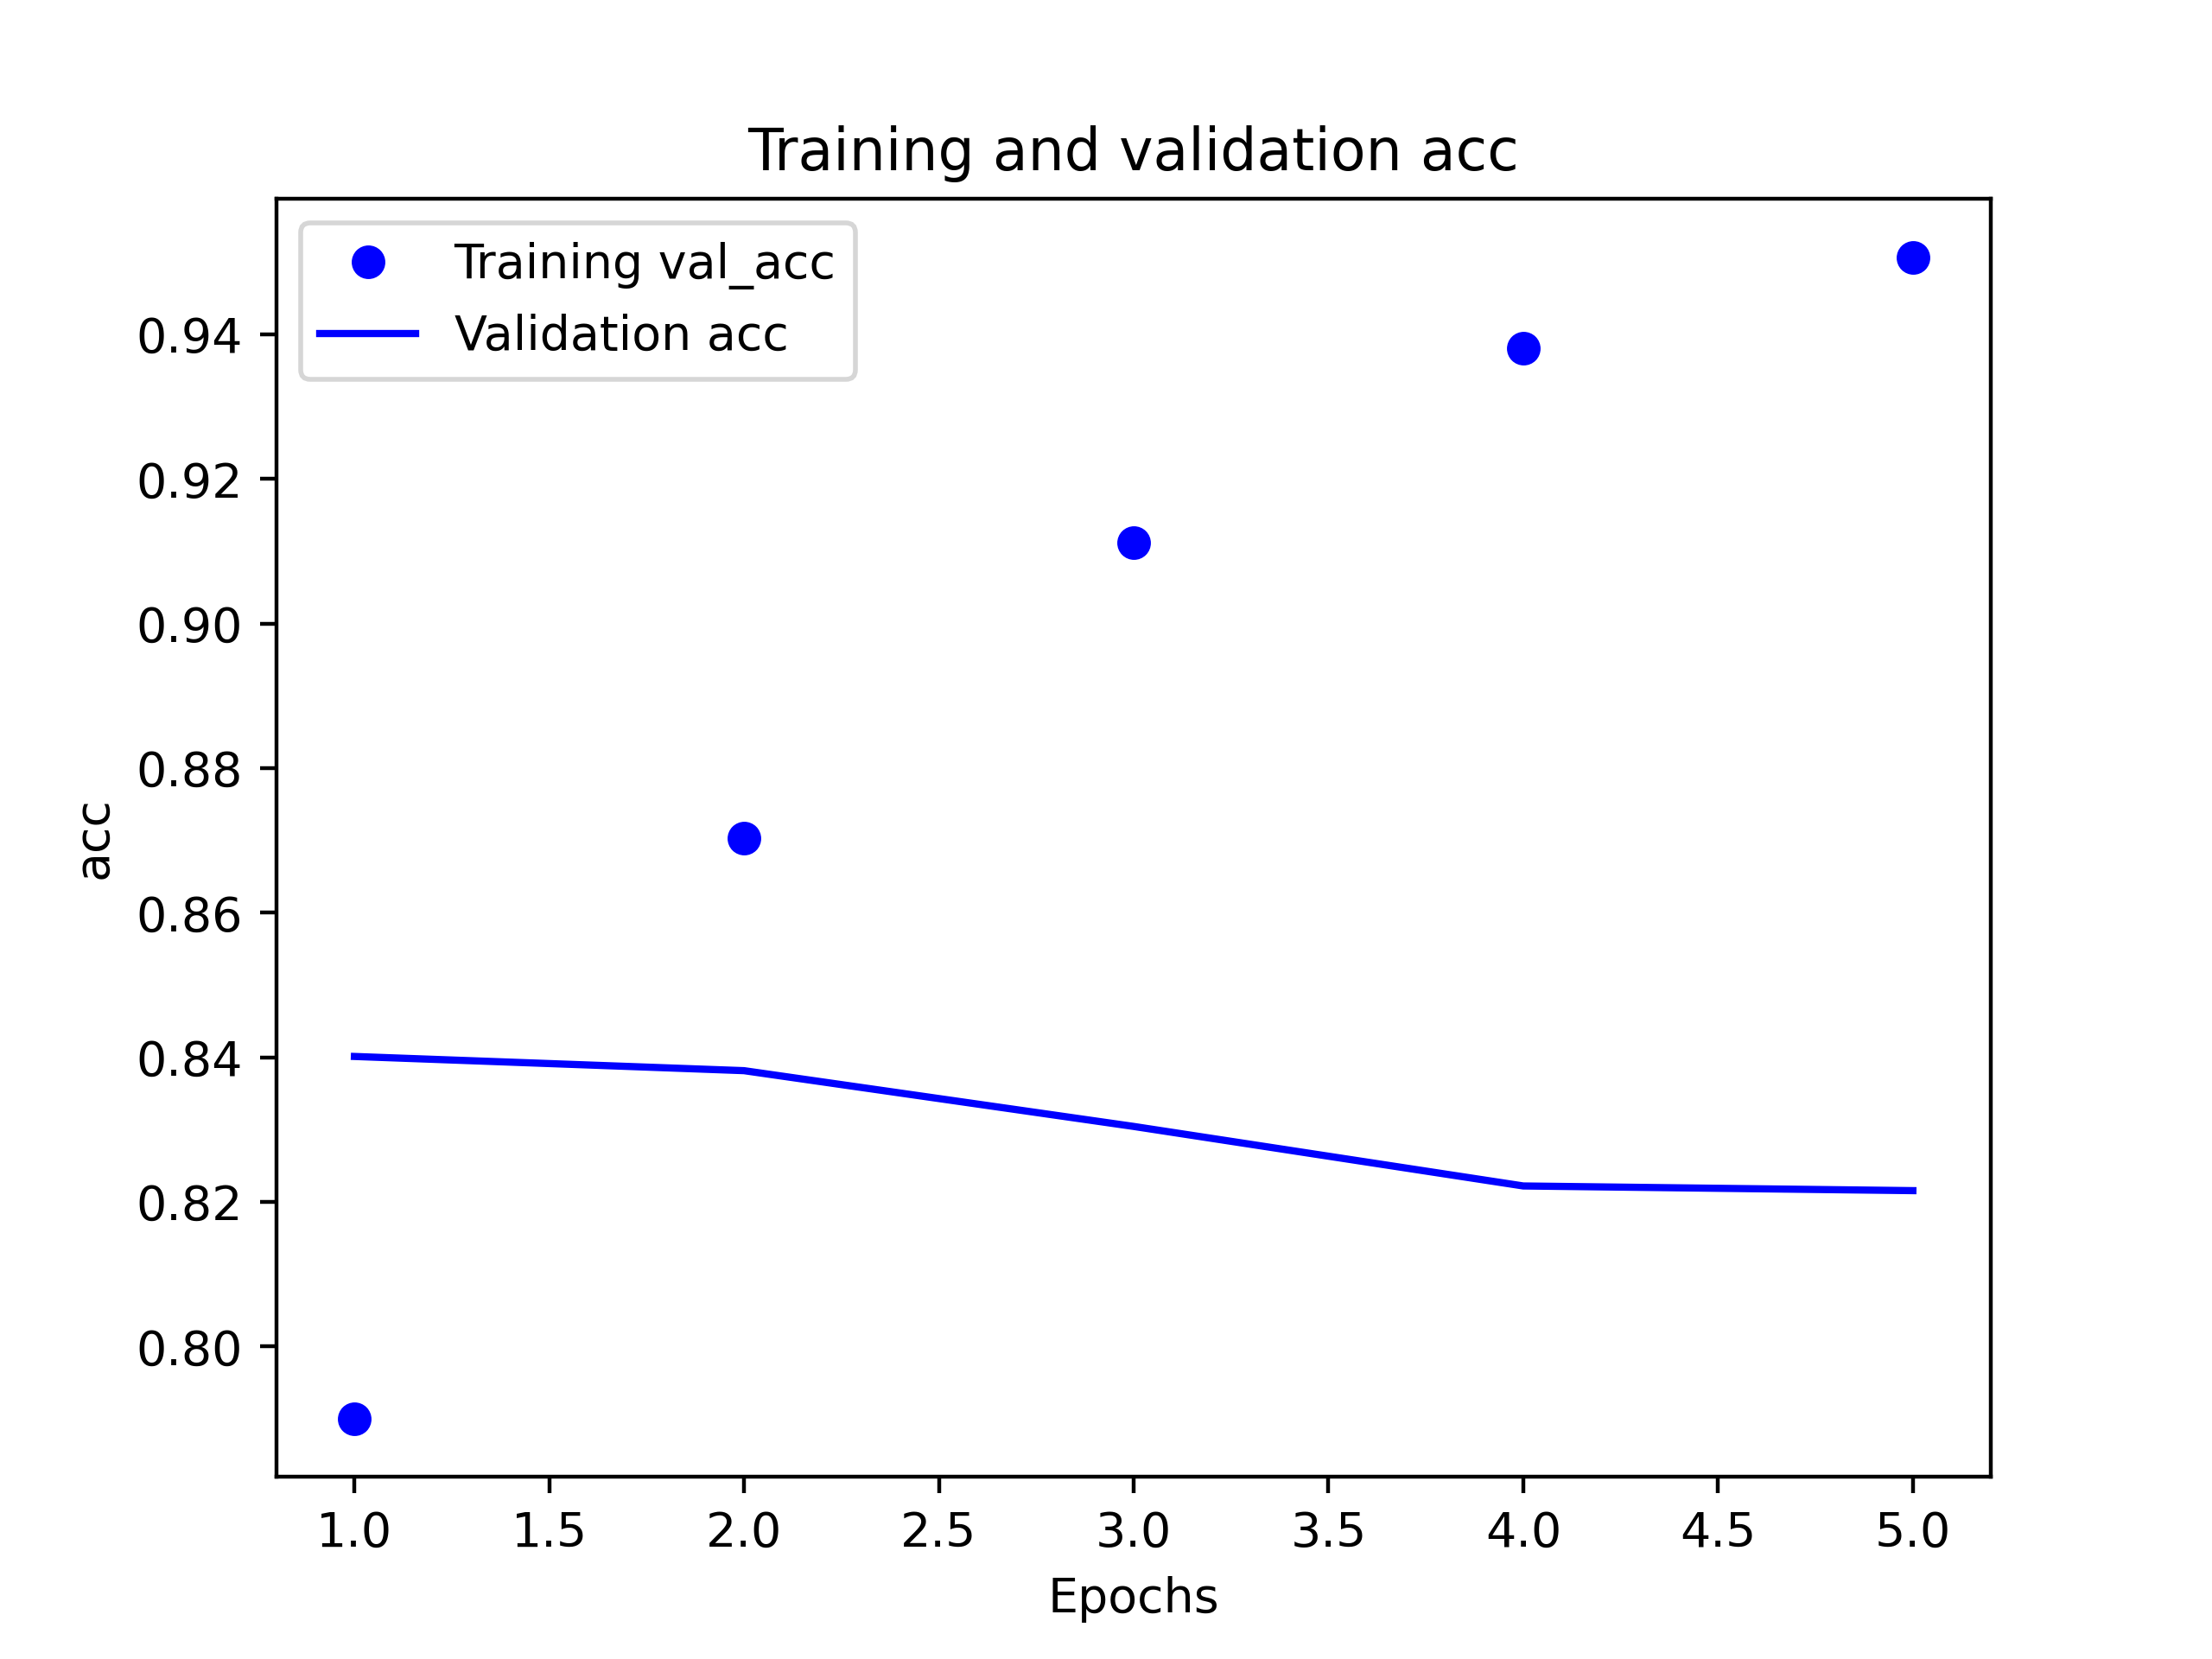 Training and validation acc
Training val_acc
Validation acc
0.94
0.92
0.90
0.88
0.86
0.84
0.82
0.80
acc
1.0 1.5 2.0 2.5 3.0 3.5 4.0 4.5 5.0
Epochs